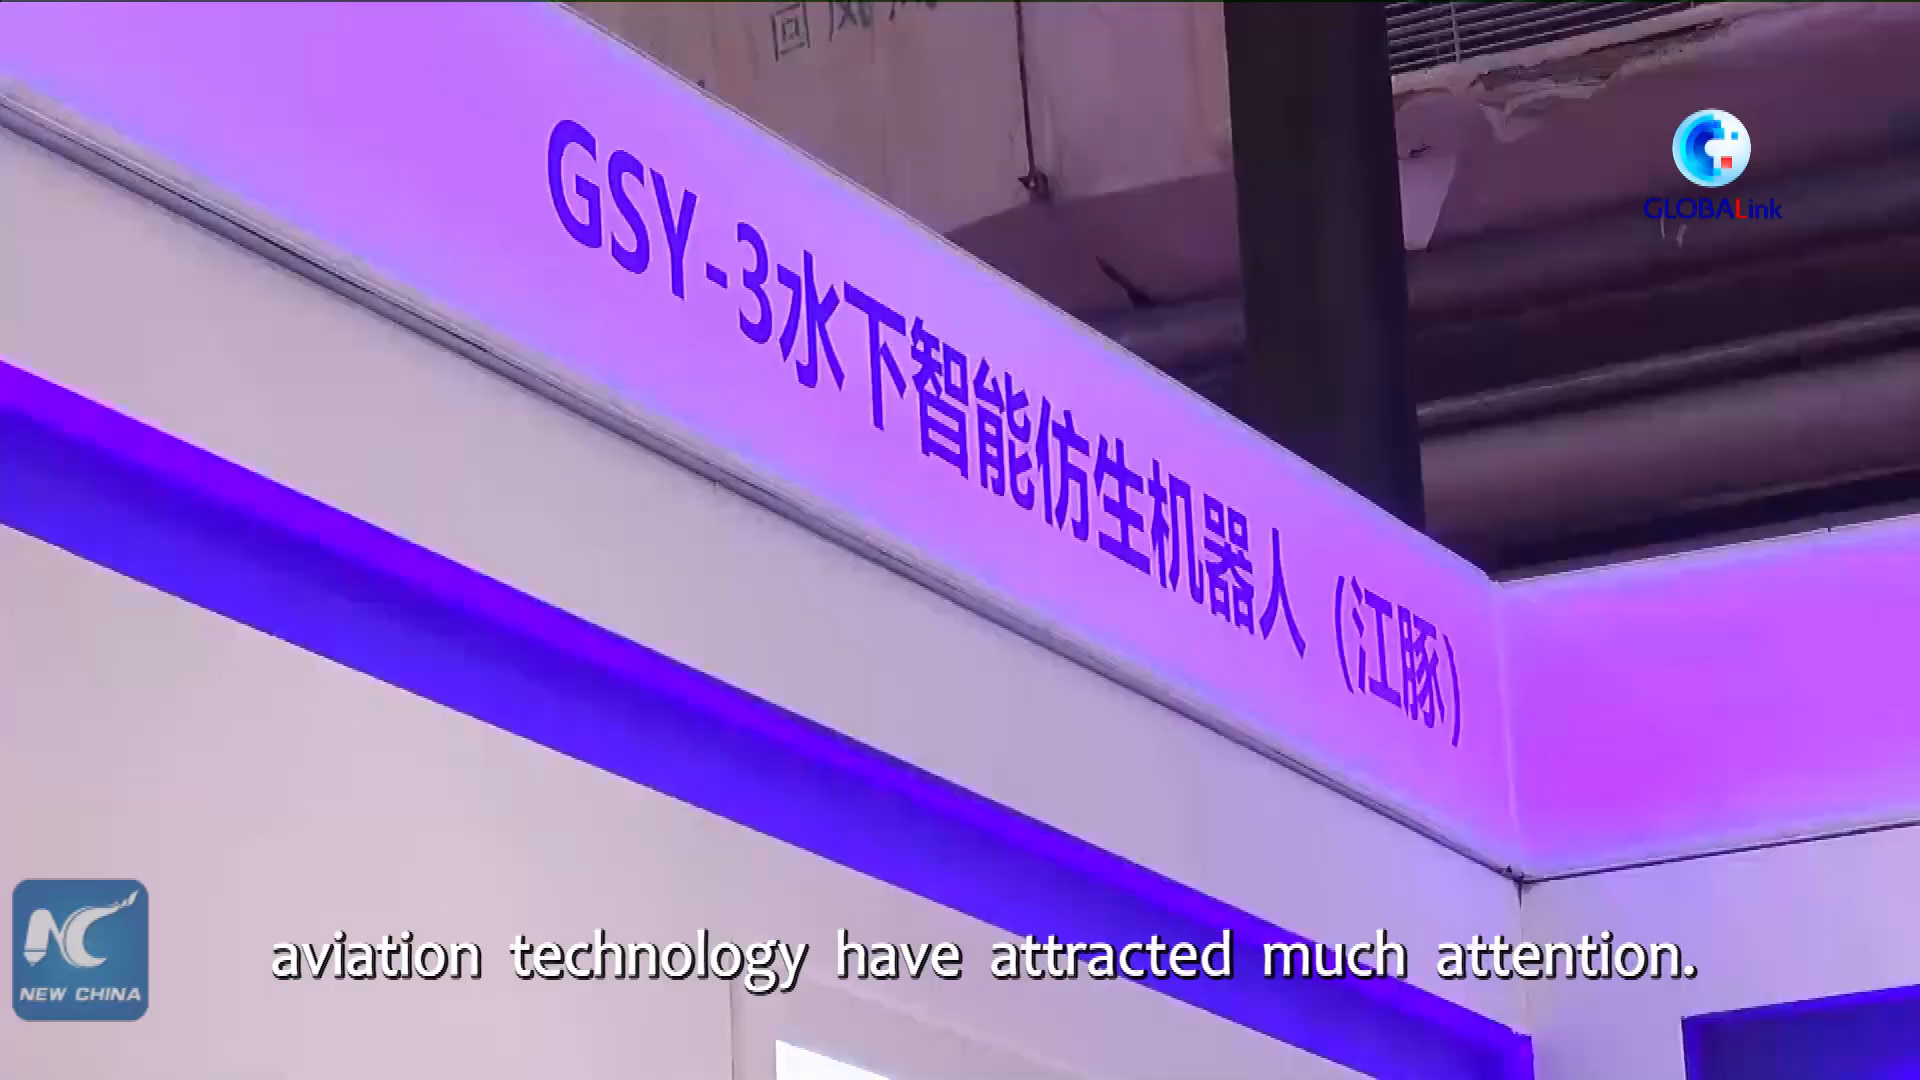 GLOBALink
GSY-3水下智能仿生机器人（江豚）
aviation technology have attracted much attention.
NEW CHINA